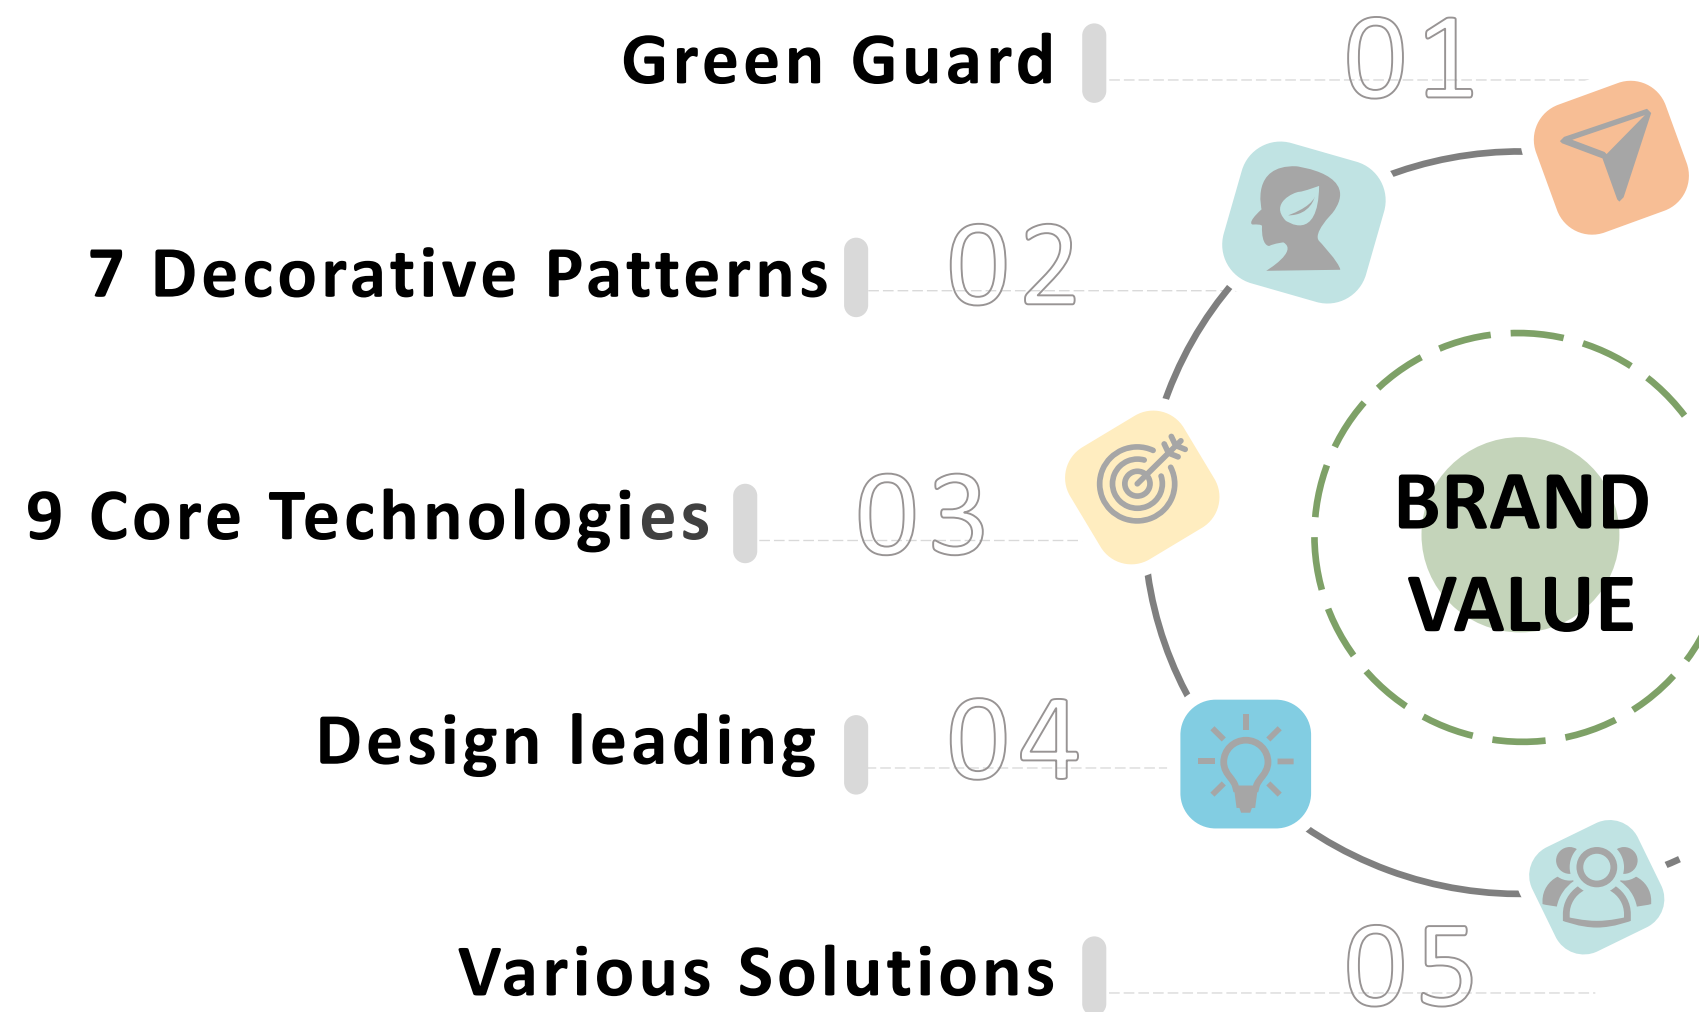 Green Guard 01
7 Decorative Patterns 02
9 Core Technologies 03
BRAND
VALUE
Design leading 04
Various Solutions 05